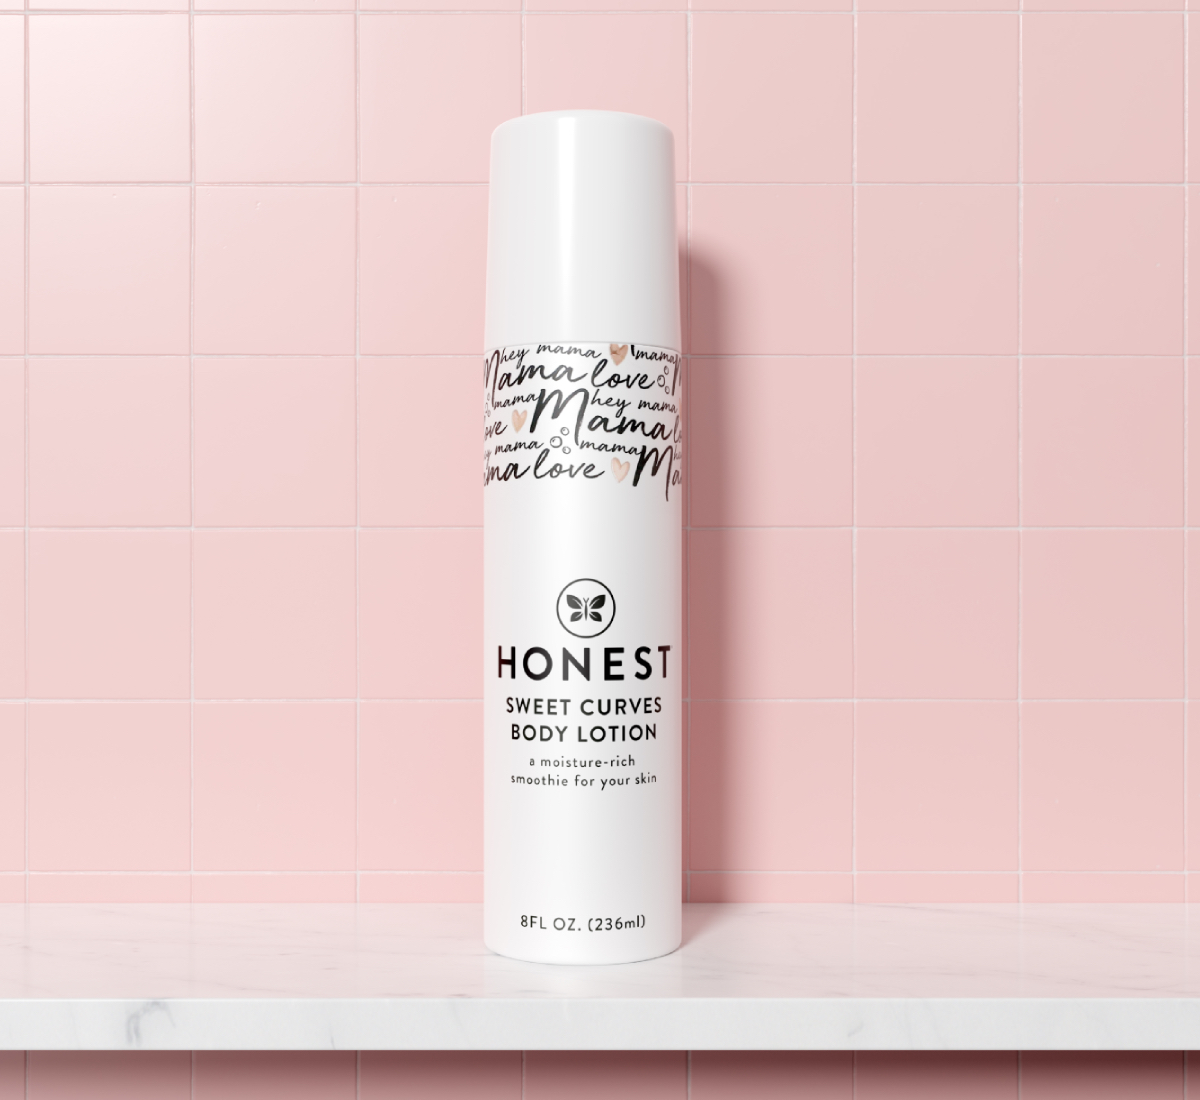 hey mama mama
Mama love
mama hey mama
love Mama
mama mama
ma love Ma
HONEST
SWEET CURVES
BODY LOTION
a moisture-rich
smoothie for your skin
8FL OZ. (236ml)